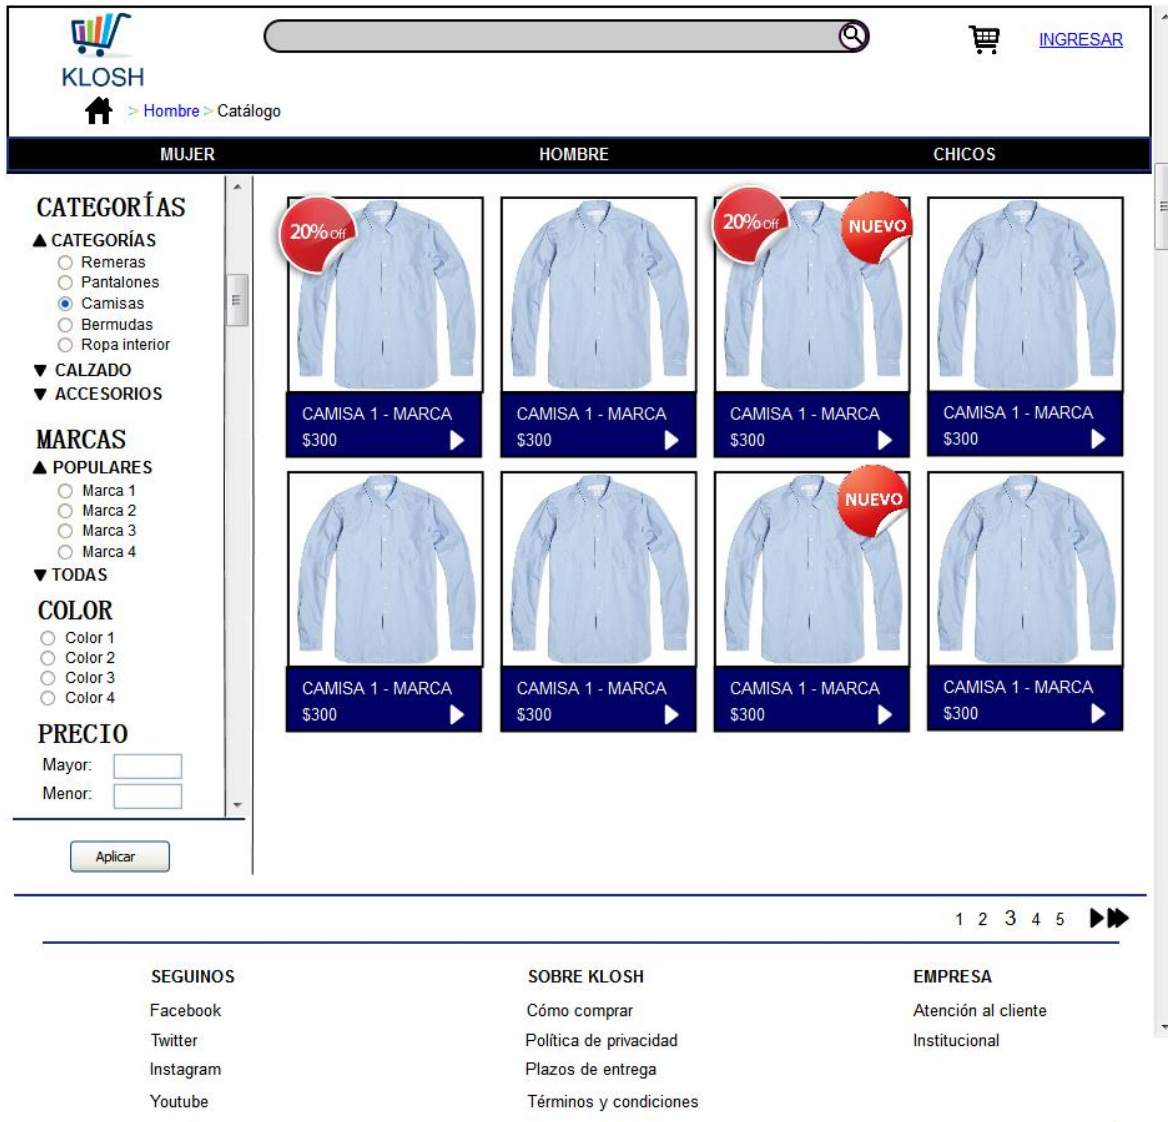 KLOSH
INGRESAR
> Hombre > Catálogo
MUJER HOMBRE CHICOS
CATEGORÍAS
CATEGORÍAS
Remeras
Pantalones
Camisas
Bermudas
Ropa interior
CALZADO
ACCESORIOS
MARCAS
POPULARES
Marca 1
Marca 2
Marca 3
Marca 4
TODAS
COLOR
Color 1
Color 2
Color 3
Color 4
PRECIO
Mayor:
Menor:
Aplicar
20% Off
CAMISA 1 - MARCA
$300
CAMISA 1 - MARCA
$300
20% Off
NUEVO
CAMISA 1 - MARCA
$300
CAMISA 1 - MARCA
$300
CAMISA 1 - MARCA
$300
CAMISA 1 - MARCA
$300
NUEVO
CAMISA 1 - MARCA
$300
CAMISA 1 - MARCA
$300
1 2 3 4 5
SEGUINOS
Facebook
Twitter
Instagram
Youtube
SOBRE KLOSH
Cómo comprar
Política de privacidad
Plazos de entrega
Términos y condiciones
EMPRESA
Atención al cliente
Institucional